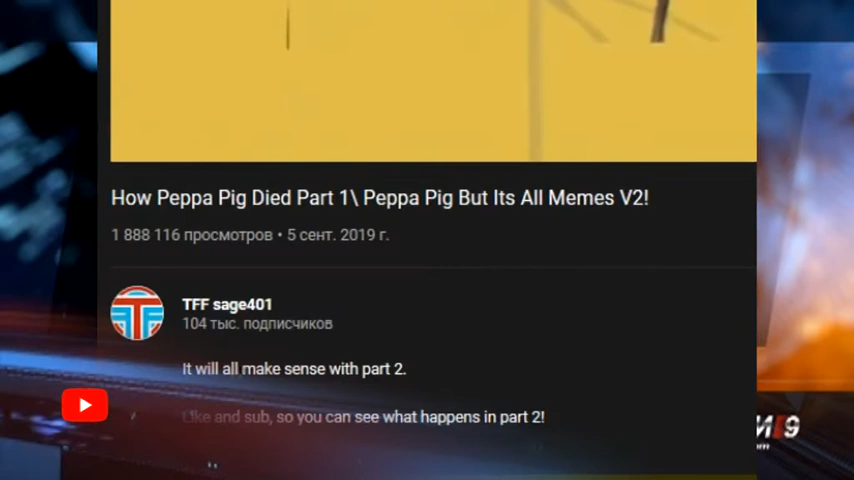 How Peppa Pig Died Part 1\ Peppa Pig But Its All Memes V2!
1 888 116 просмотров • 5 сент. 2019 г.
TFF sage401
104 тыс. подписчиков
It will all make sense with part 2.
Like and sub, so you can see what happens in part 2!